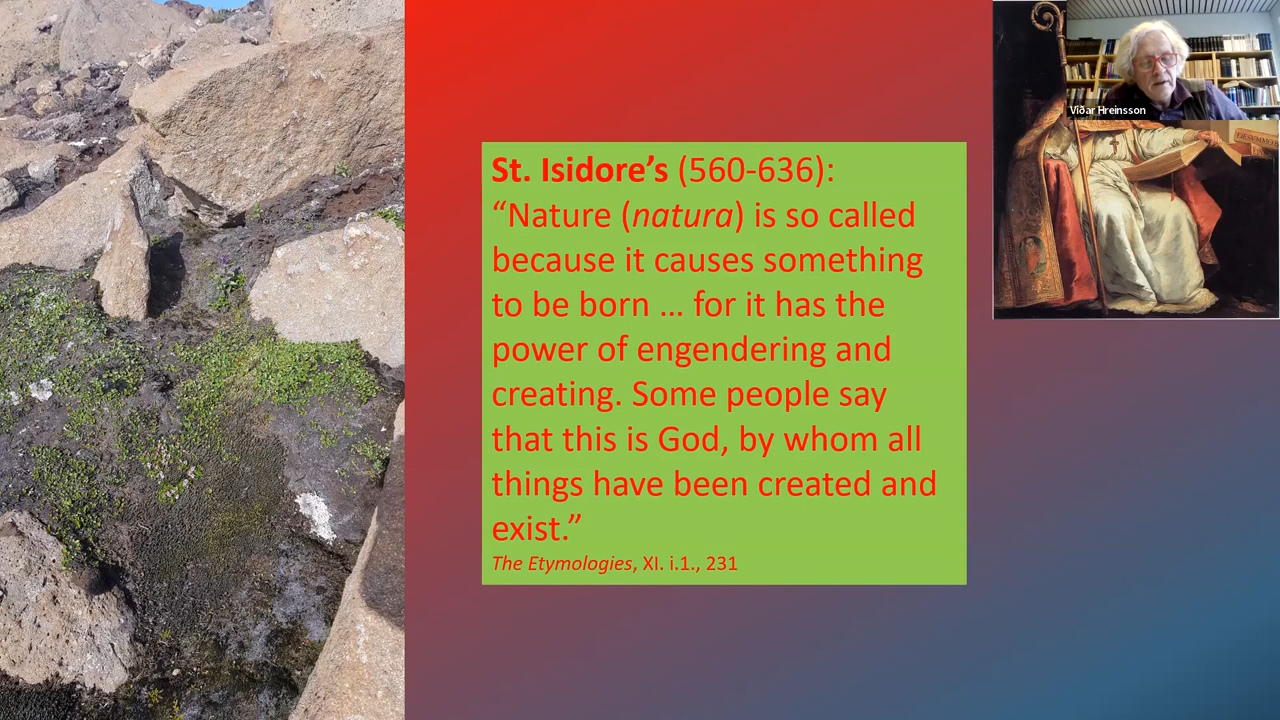 St. Isidore’s (560-636):
“Nature (natura) is so called
because it causes something
to be born … for it has the
power of engendering and
creating. Some people say
that this is God, by whom all
things have been created and
exist.”
The Etymologies, XI. i.1., 231
Viðar Hreinsson